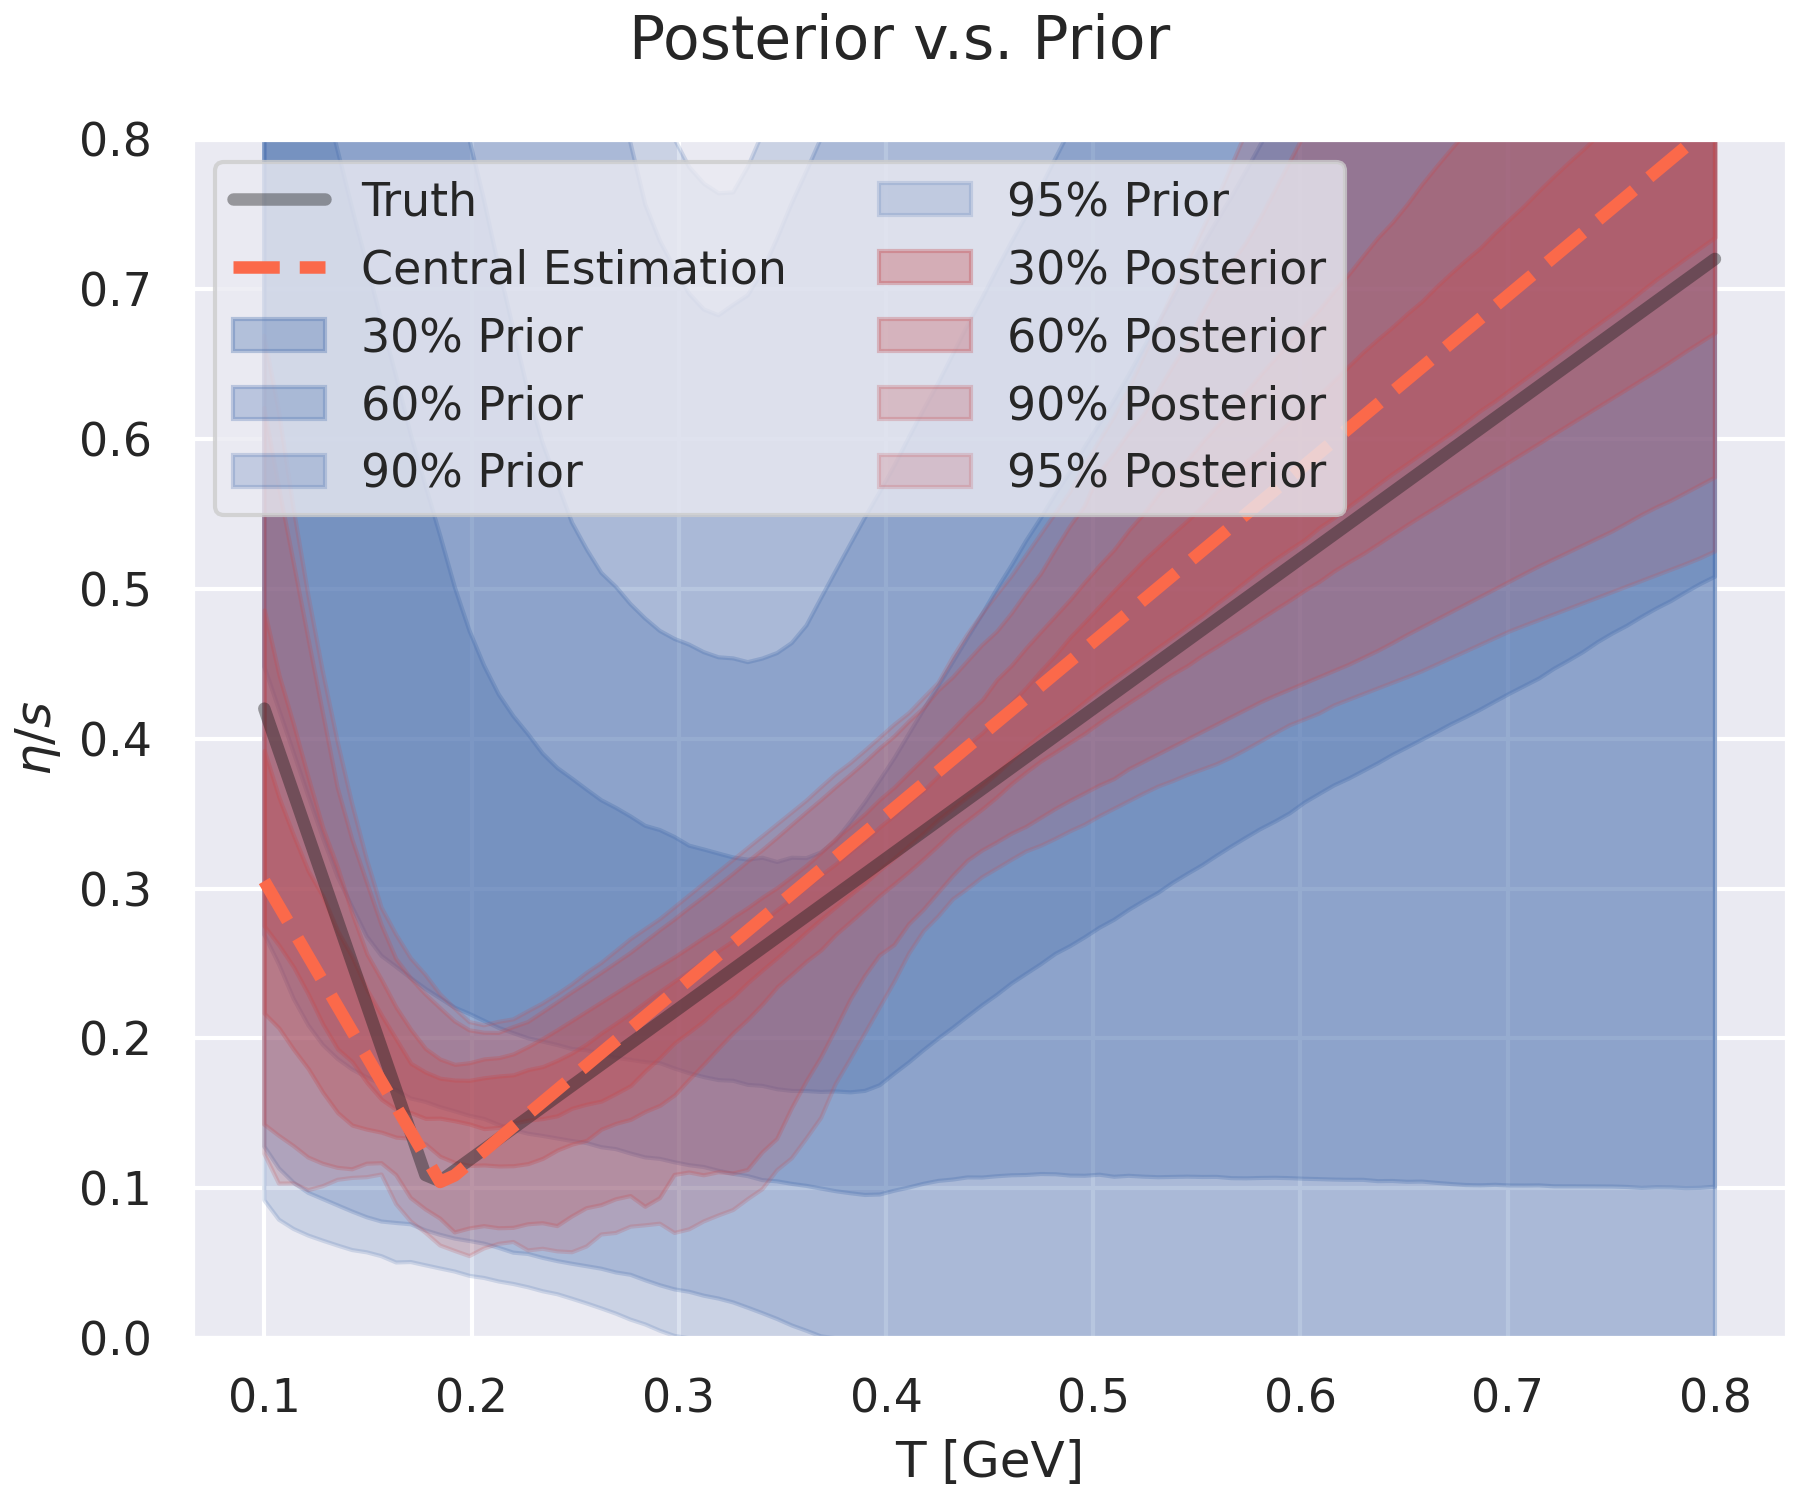 Posterior v.s. Prior
0.8
0.7
0.6
0.5
0.4
0.3
0.2
0.1
0.0
η/s
Truth
Central Estimation
30% Prior
60% Prior
90% Prior
95% Prior
30% Posterior
60% Posterior
90% Posterior
95% Posterior
0.1 0.2 0.3 0.4 0.5 0.6 0.7 0.8
T [GeV]